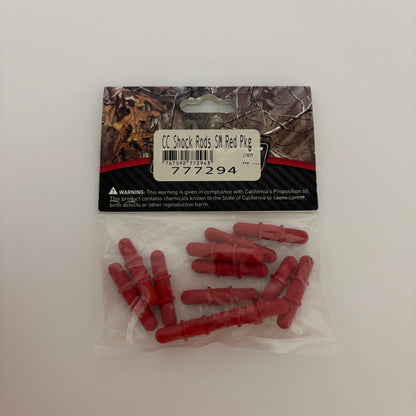 CC Shock Rods SM Red Pkg
777294
WARNING: This warning is given in compliance with California's Proposition 65.
This product contains chemicals known to the State of California to cause cancer,
birth defects or other reproductive harm.